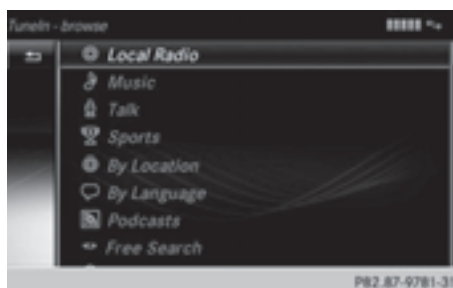 TuneIn - browse
Local Radio
Music
Talk
Sports
By Location
By Language
Podcasts
Free Search
P82.87-9781-31